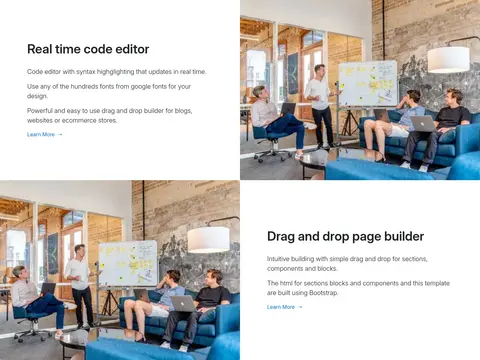 Real time code editor
Code editor with syntax highglighting that updates in real time.
Use any of the hundreds fonts from google fonts for your
design.
Powerful and easy to use drag and drop builder for blogs,
websites or ecommerce stores.
Learn More →
Drag and drop page builder
Intuitive building with simple drag and drop for sections,
components and blocks.
The html for sections blocks and components and this template
are built using Bootstrap.
Learn More →